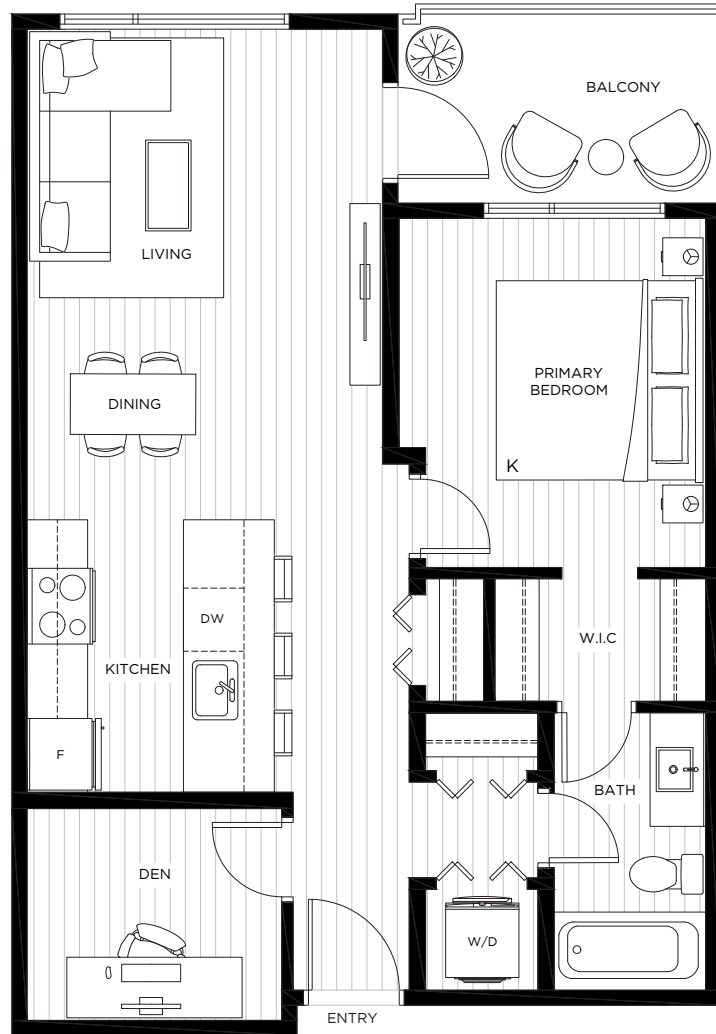 BALCONY
LIVING
PRIMARY
BEDROOM
DINING
K
DW
W.I.C
KITCHEN
F
BATH
DEN
W/D
ENTRY